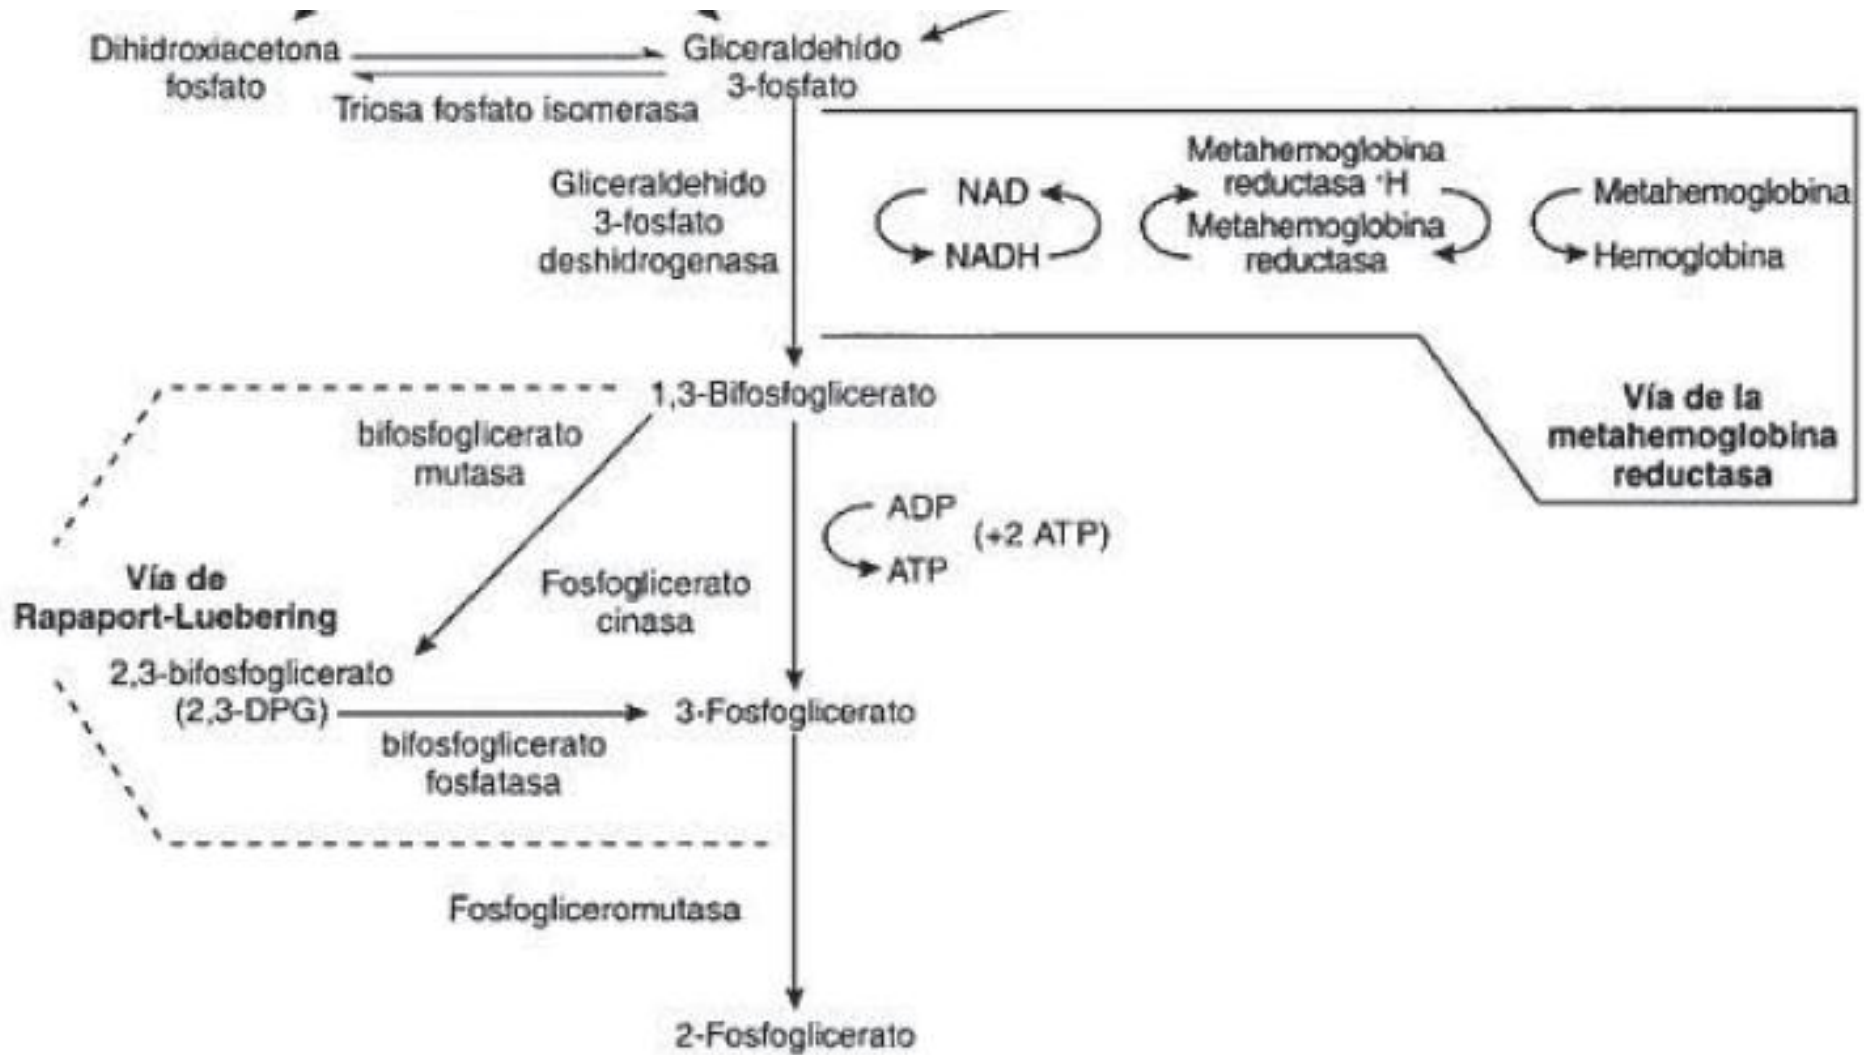 Dihidroxiacetona
fosfato
Gliceraldehído
3-fosfato
Triosa fosfato isomerasa
Gliceraldehido
3-fosfato
deshidrogenasa
NAD
NADH
Metahemoglobina
reductasa ·H
Metahemoglobina
reductasa
Metahemoglobina
Hemoglobina
Vía de la
metahemoglobina
reductasa
1,3-Bifosfoglicerato
bifosfoglicerato
mutasa
ADP
(+2 ATP)
ATP
Vía de
Rapaport-Luebering
Fosfoglicerato
cinasa
2,3-bifosfoglicerato
(2,3-DPG)
3-Fosfoglicerato
bifosfoglicerato
fosfatasa
Fosfogliceromutasa
2-Fosfoglicerato